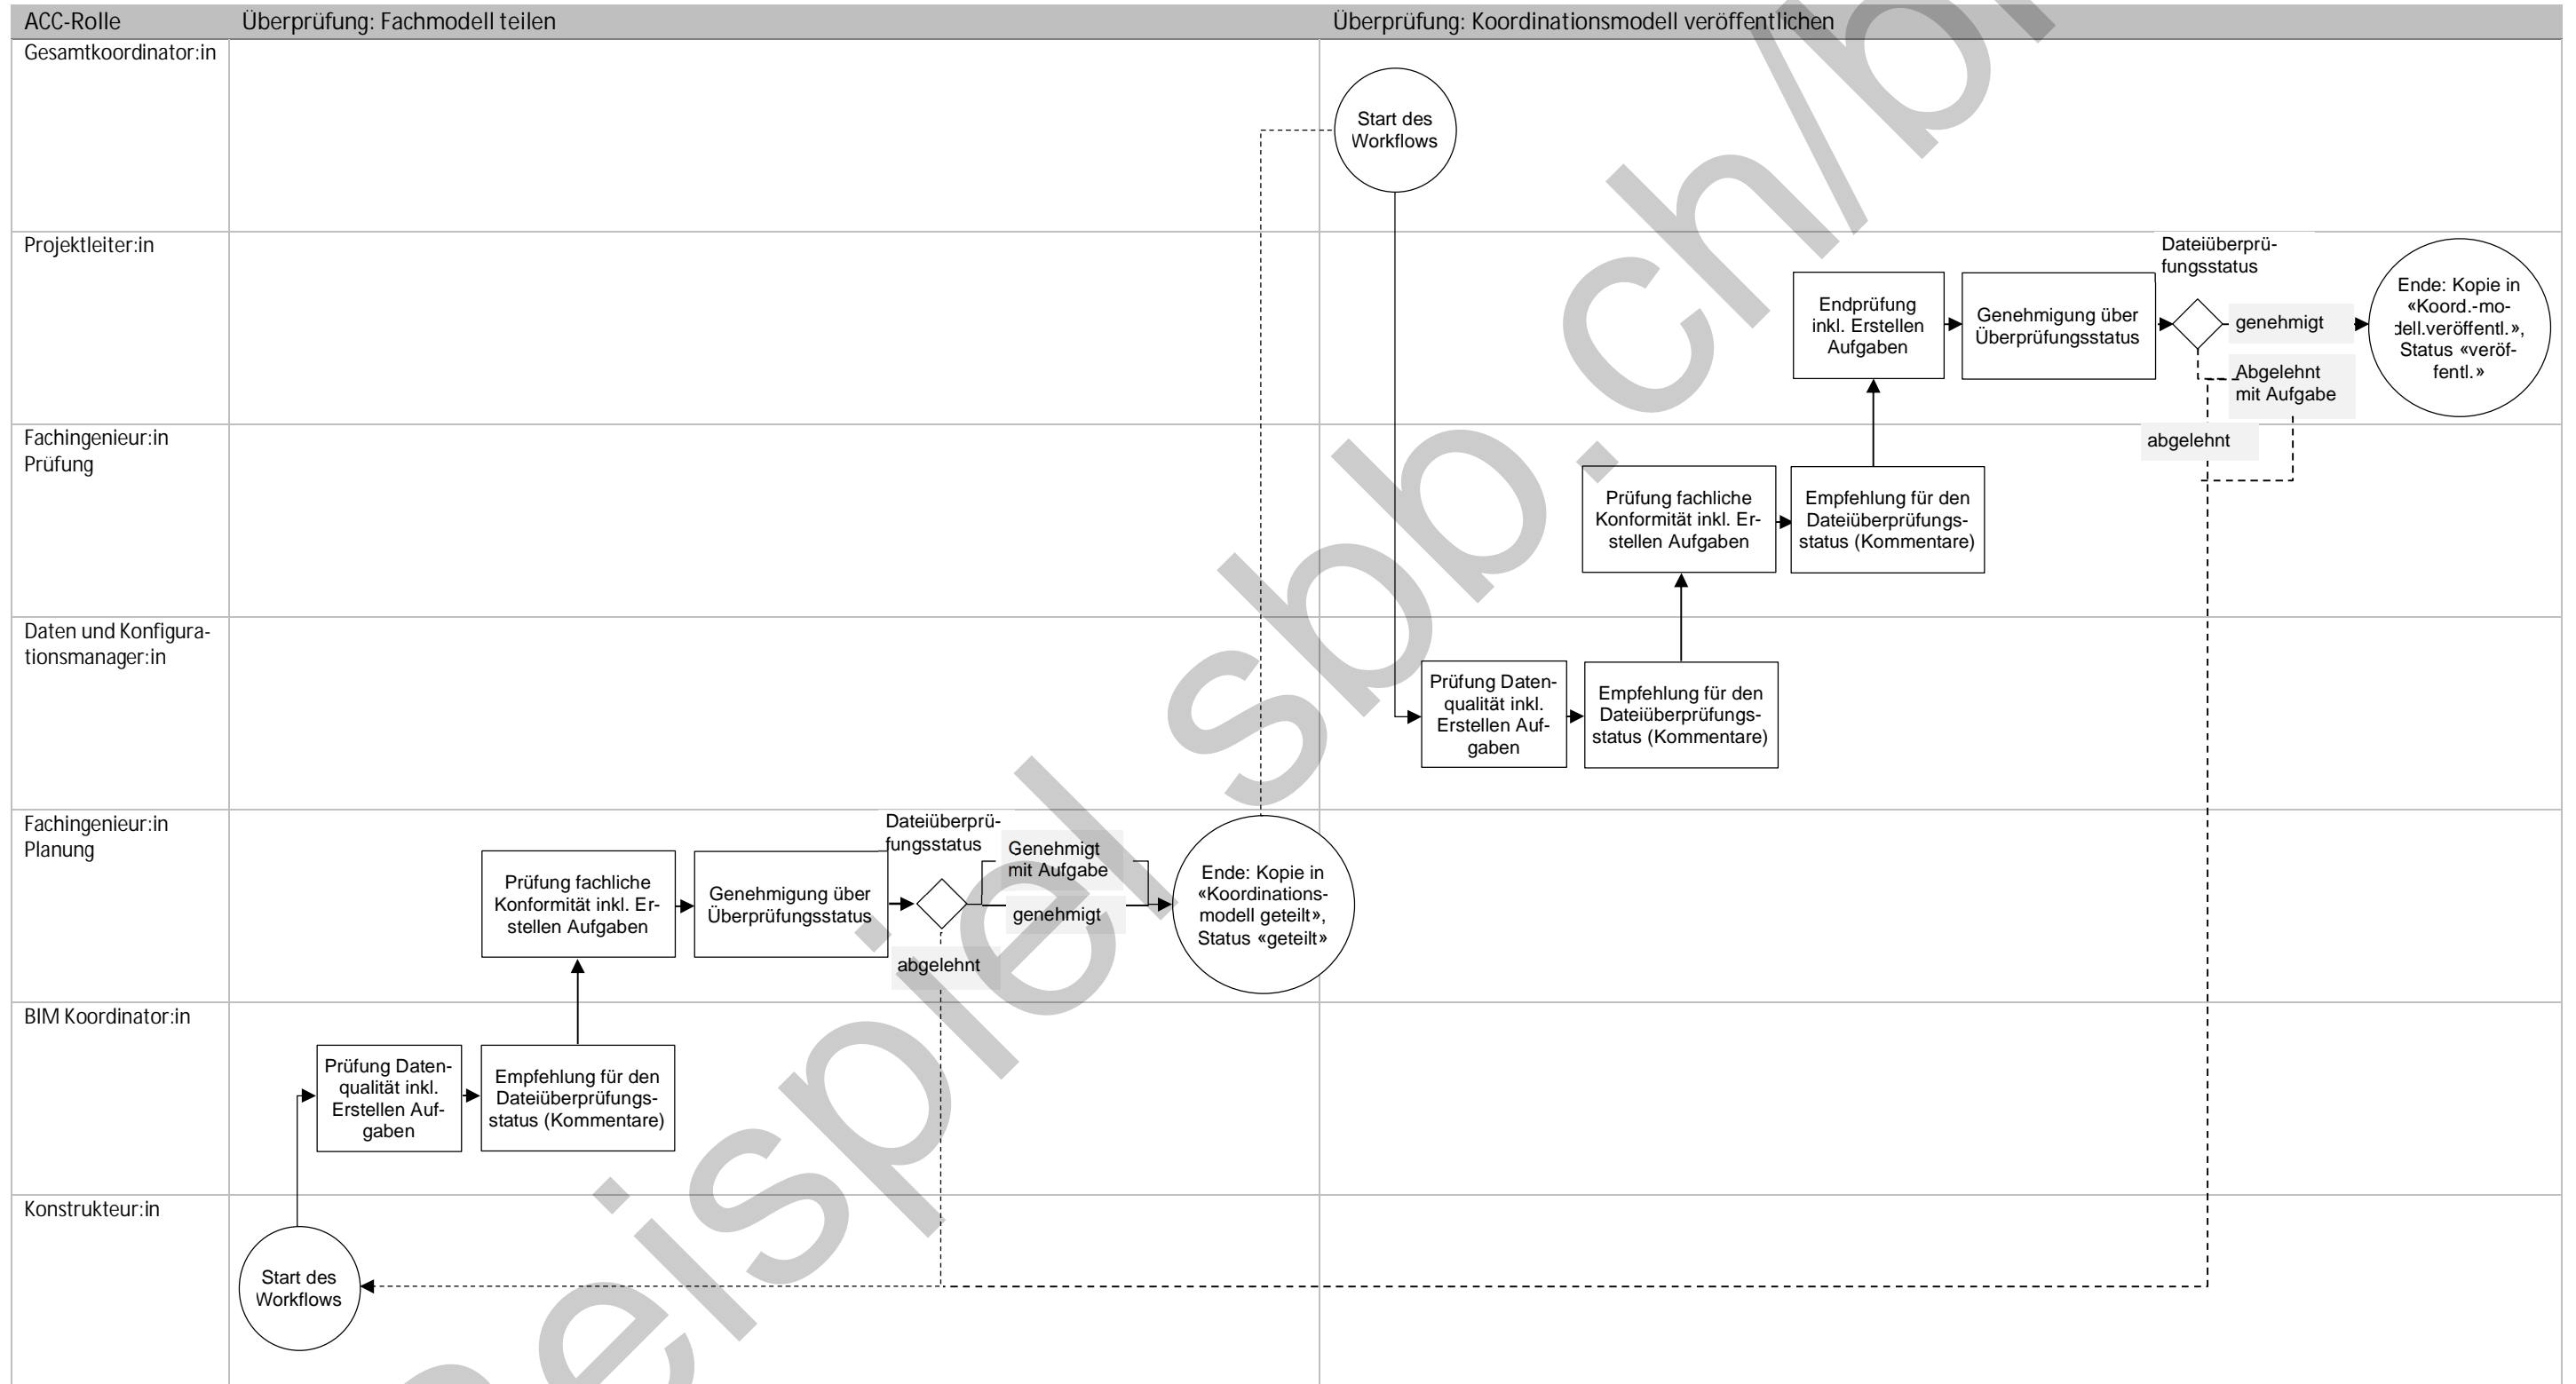 ACC-Rolle
Überprüfung: Fachmodell teilen
Überprüfung: Koordinationsmodell veröffentlichen
Gesamtkoordinator:in
Start des
Workflows
Projektleiter:in
Endprüfung
inkl. Erstellen
Aufgaben
Genehmigung über
Überprüfungsstatus
Dateiüberprü-
fungsstatus
genehmigt
Abgelehnt
mit Aufgabe
abgelehnt
Ende: Kopie in
«Koord.-mo-
dell.veröffentl.»,
Status «veröf-
fentl.»
Fachingenieur:in
Prüfung
Prüfung fachliche
Konformität inkl. Er-
stellen Aufgaben
Empfehlung für den
Dateiüberprüfungs-
status (Kommentare)
Daten und Konfigura-
tionsmanager:in
Prüfung Daten-
qualität inkl.
Erstellen Auf-
gaben
Empfehlung für den
Dateiüberprüfungs-
status (Kommentare)
Fachingenieur:in
Planung
Prüfung fachliche
Konformität inkl. Er-
stellen Aufgaben
Genehmigung über
Überprüfungsstatus
Dateiüberprü-
fungsstatus
Genehmigt
mit Aufgabe
genehmigt
abgelehnt
Ende: Kopie in
«Koordinations-
modell geteilt»,
Status «geteilt»
BIM Koordinator:in
Prüfung Daten-
qualität inkl.
Erstellen Auf-
gaben
Empfehlung für den
Dateiüberprüfungs-
status (Kommentare)
Konstrukteur:in
Start des
Workflows